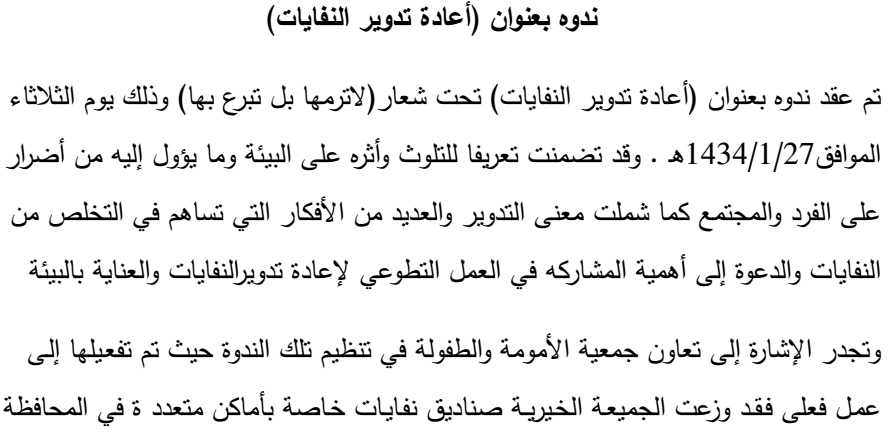 ندوه بعنوان (أعادة تدوير النفايات)
تم عقد ندوه بعنوان (أعادة تدوير النفايات) تحت شعار(لاترمها بل تبرع بها) وذلك يوم الثلاثاء
الموافق1434/1/27هـ . وقد تضمنت تعريفا للتلوث وأثره على البيئة وما يؤول إليه من أضرار
على الفرد والمجتمع كما شملت معنى التدوير والعديد من الأفكار التي تساهم في التخلص من
النفايات والدعوة إلى أهمية المشاركه في العمل التطوعي لإعادة تدويرالنفايات والعناية بالبيئة
وتجدر الإشارة إلى تعاون جمعية الأمومة والطفولة في تنظيم تلك الندوة حيث تم تفعيلها إلى
عمل فعلي فقد وزعت الجميعة الخيرية صناديق نفايات خاصة بأماكن متعدد ة في المحافظة